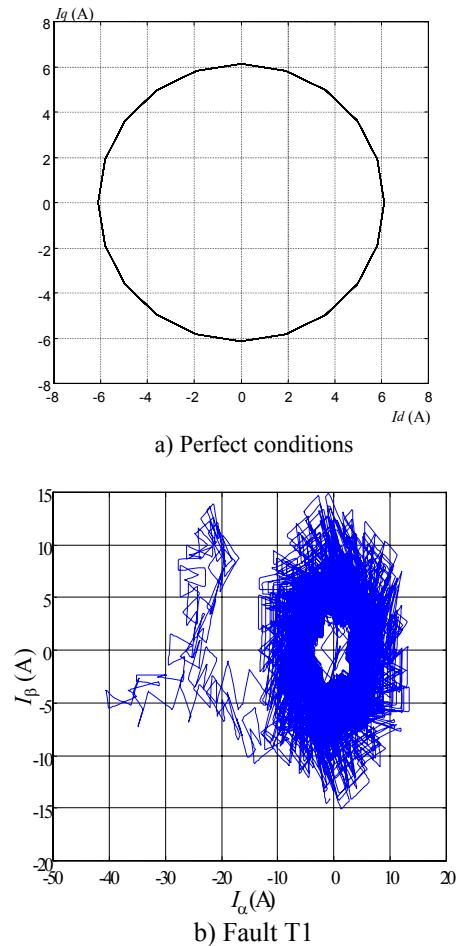 Iq (A)
8
6
4
2
0
-2
-4
-6
-8
-8 -6 -4 -2 0 2 4 6 8
Id (A)
a) Perfect conditions
15
10
5
0
-5
-10
-15
-20
Iβ (A)
-50 -40 -30 -20 -10 0 10 20
Iα(A)
b) Fault T1